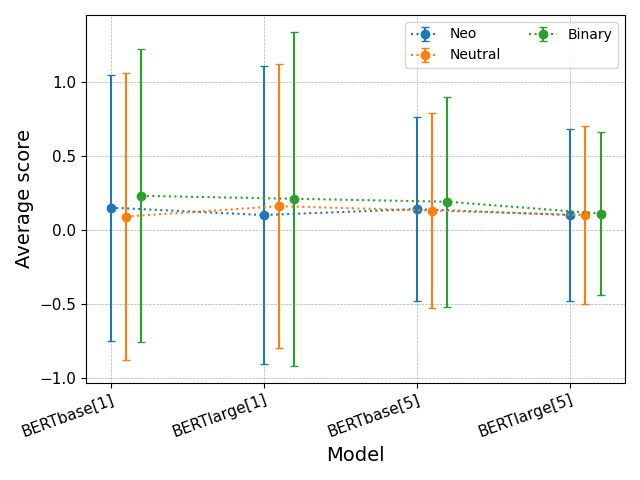 Neo
Neutral
Binary
Average score
1.0
0.5
0.0
−0.5
−1.0
BERTbase[1]
BERTlarge[1]
BERTbase[5]
BERTlarge[5]
Model